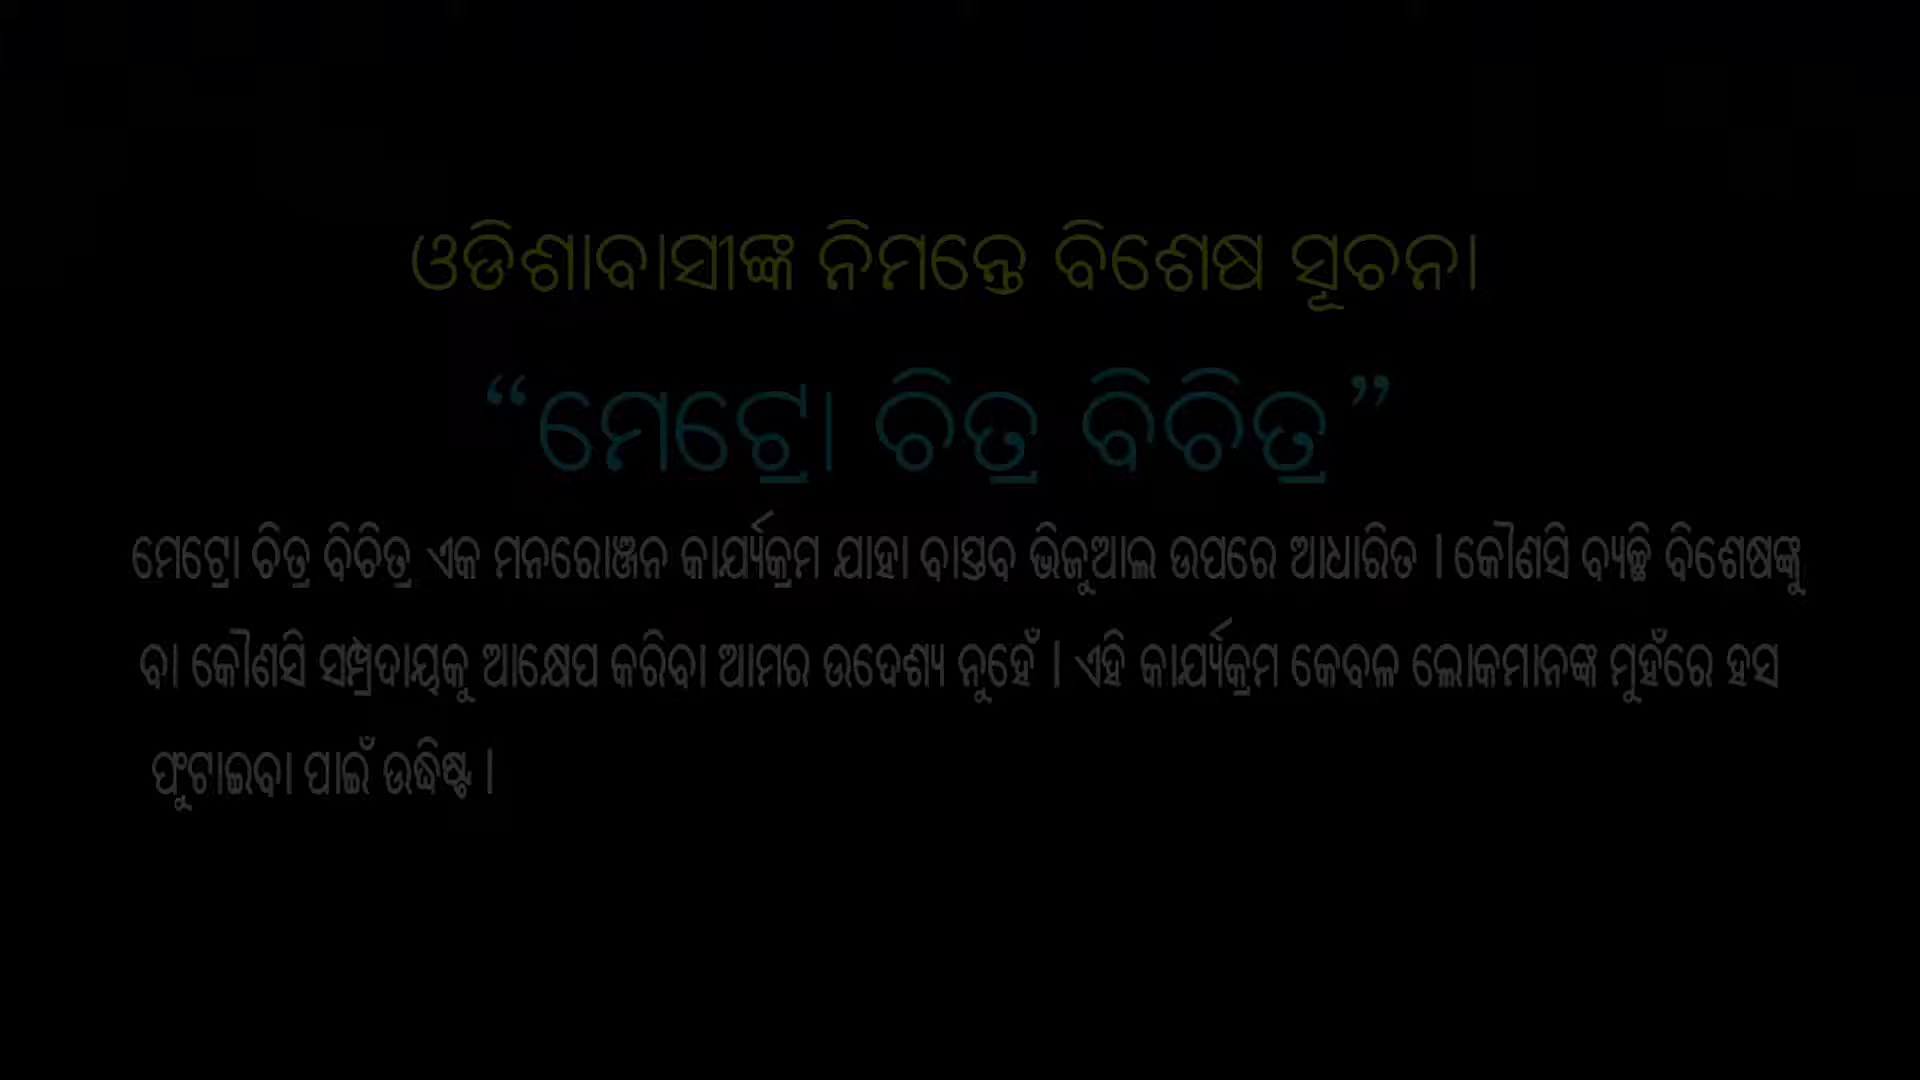 ଓଡିଶାବାସୀଙ୍କ ନିମନ୍ତେ ବିଶେଷ ସୂଚନା
“ମେଟ୍ରୋ ଚିତ୍ର ବିଚିତ୍ର”
ମେଟ୍ରୋ ଚିତ୍ର ବିଚିତ୍ର ଏକ ମନରୋଞ୍ଜନ କାର୍ଯ୍ୟକ୍ରମ ଯାହା ବାସ୍ତବ ଭିଜୁଆଲ ଉପରେ ଆଧାରିତ । କୌଣସି ବ୍ୟଚ୍ଛି ବିଶେଷଙ୍କୁ
ବା କୌଣସି ସମ୍ପ୍ରଦାୟକୁ ଆକ୍ଷେପ କରିବା ଆମର ଉଦେଶ୍ୟ ନୁହେଁ । ଏହି କାର୍ଯ୍ୟକ୍ରମ କେବଳ ଲୋକମାନଙ୍କ ମୁହଁରେ ହସ
ଫୁଟାଇବା ପାଇଁ ଉଦ୍ଧିଷ୍ଟ ।